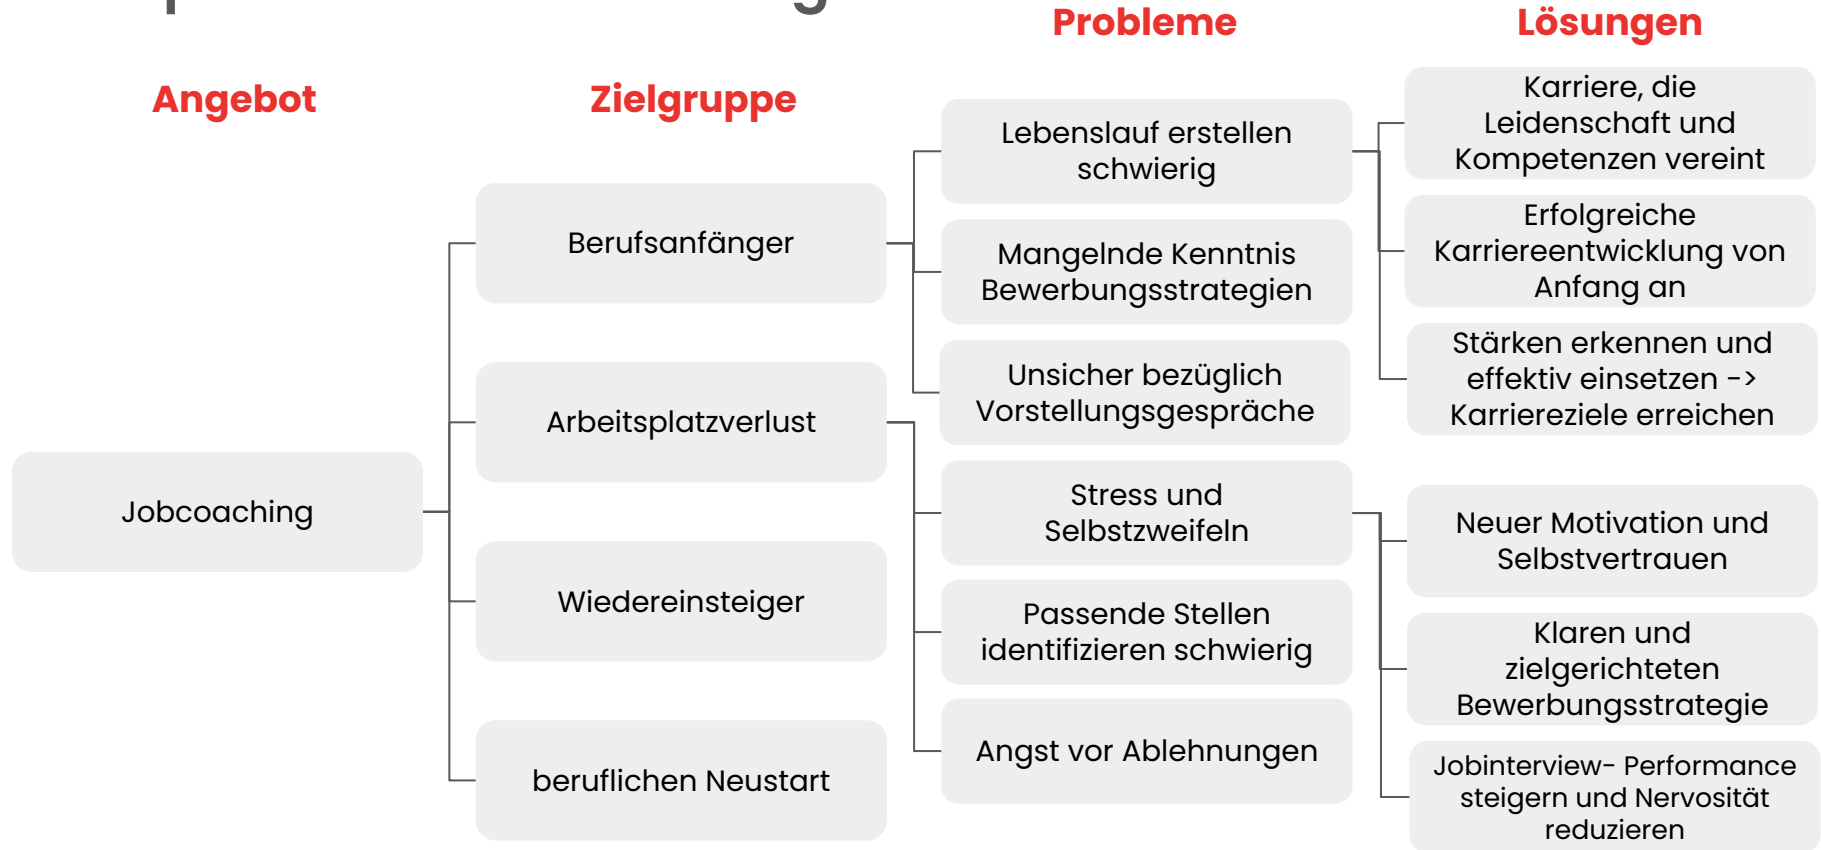 Probleme
Lösungen
Angebot
Zielgruppe
Jobcoaching
Berufsanfänger
Arbeitsplatzverlust
Wiedereinsteiger
beruflichen Neustart
Lebenslauf erstellen
schwierig
Mangelnde Kenntnis
Bewerbungsstrategien
Unsicher bezüglich
Vorstellungsgespräche
Stress und
Selbstzweifeln
Passende Stellen
identifizieren schwierig
Angst vor Ablehnungen
Karriere, die
Leidenschaft und
Kompetenzen vereint
Erfolgreiche
Karriereentwicklung von
Anfang an
Stärken erkennen und
effektiv einsetzen ->
Karriereziele erreichen
Neuer Motivation und
Selbstvertrauen
Klaren und
zielgerichteten
Bewerbungsstrategie
Jobinterview- Performance
steigern und Nervosität
reduzieren